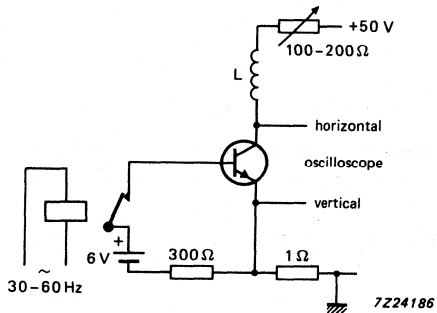 +50 V
100–200Ω
L
horizontal
oscilloscope
vertical
+
6 V
300Ω
1Ω
~
30–60 Hz
7Z24186